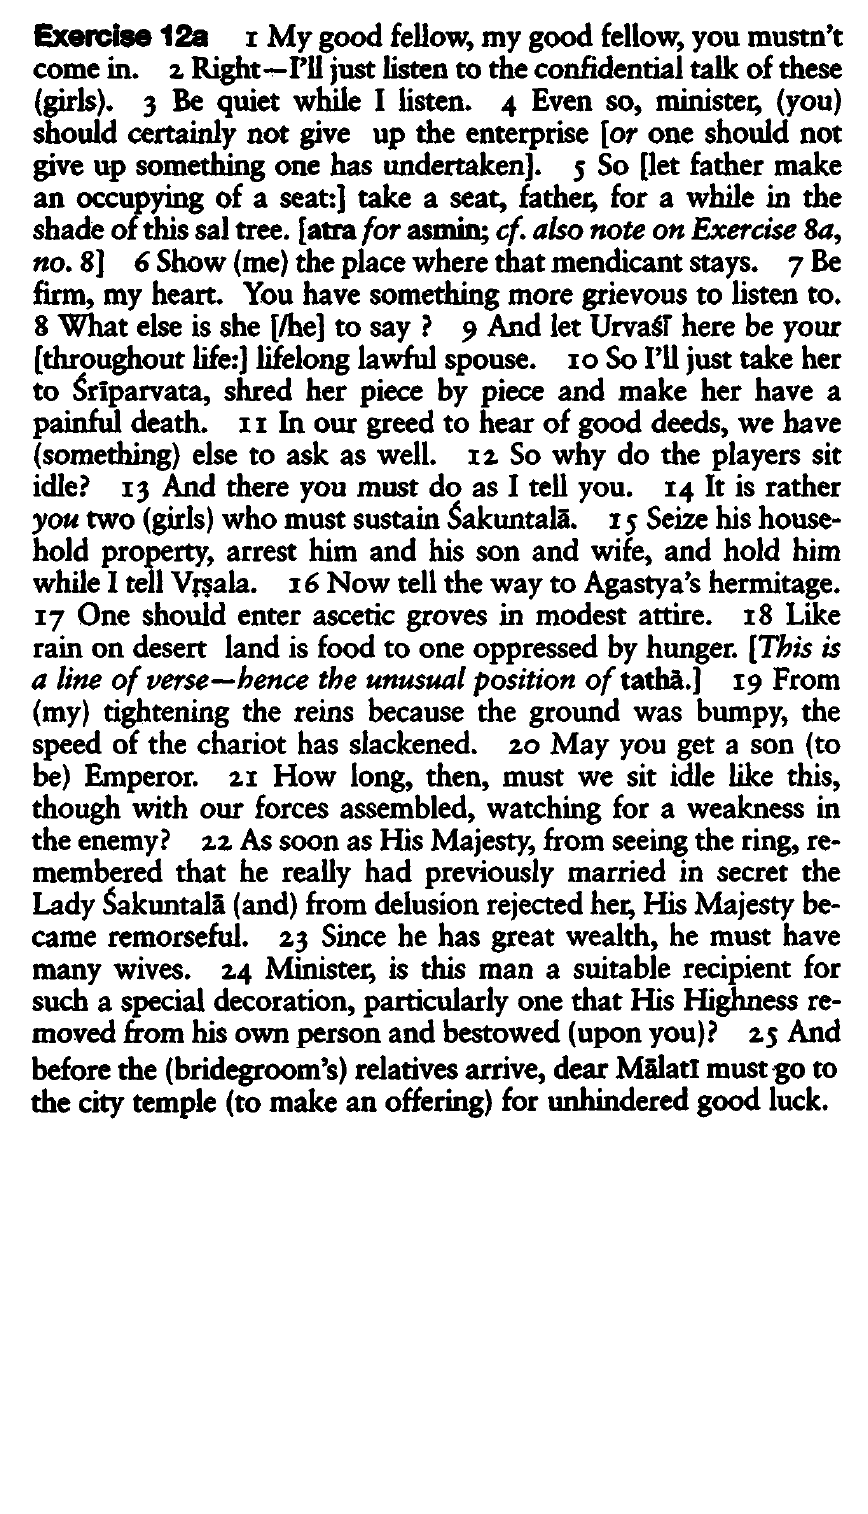 Exercise 12a 1 My good fellow, my good fellow, you mustn't
come in. 2 Right—I'll just listen to the confidential talk of these
(girls). 3 Be quiet while I listen. 4 Even so, minister, (you)
should certainly not give up the enterprise [or one should not
give up something one has undertaken]. 5 So [let father make
an occupying of a seat:] take a seat, father, for a while in the
shade of this sal tree. [atra for asmin; cf. also note on Exercise 8a,
no. 8] 6 Show (me) the place where that mendicant stays. 7 Be
firm, my heart. You have something more grievous to listen to.
8 What else is she [/he] to say ? 9 And let Urvaśī here be your
[throughout life:] lifelong lawful spouse. 10 So I'll just take her
to Śrīparvata, shred her piece by piece and make her have a
painful death. 11 In our greed to hear of good deeds, we have
(something) else to ask as well. 12 So why do the players sit
idle? 13 And there you must do as I tell you. 14 It is rather
you two (girls) who must sustain Śakuntalā. 15 Seize his house-
hold property, arrest him and his son and wife, and hold him
while I tell Vṛṣala. 16 Now tell the way to Agastya's hermitage.
17 One should enter ascetic groves in modest attire. 18 Like
rain on desert land is food to one oppressed by hunger. [This is
a line of verse—hence the unusual position of tathā.] 19 From
(my) tightening the reins because the ground was bumpy, the
speed of the chariot has slackened. 20 May you get a son (to
be) Emperor. 21 How long, then, must we sit idle like this,
though with our forces assembled, watching for a weakness in
the enemy? 22 As soon as His Majesty, from seeing the ring, re-
membered that he really had previously married in secret the
Lady Śakuntalā (and) from delusion rejected her, His Majesty be-
came remorseful. 23 Since he has great wealth, he must have
many wives. 24 Minister, is this man a suitable recipient for
such a special decoration, particularly one that His Highness re-
moved from his own person and bestowed (upon you)? 25 And
before the (bridegroom's) relatives arrive, dear Mālatī must go to
the city temple (to make an offering) for unhindered good luck.